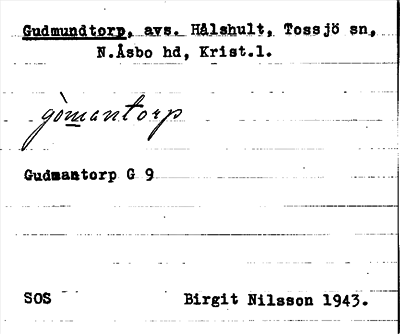 Gudmundtorp, avs. Hålshult, Tossjö sn,
N.Åsbo hd, Krist.l.
gòmantorp
Gudmantorp G 9
SOS Birgit Nilsson 1943.